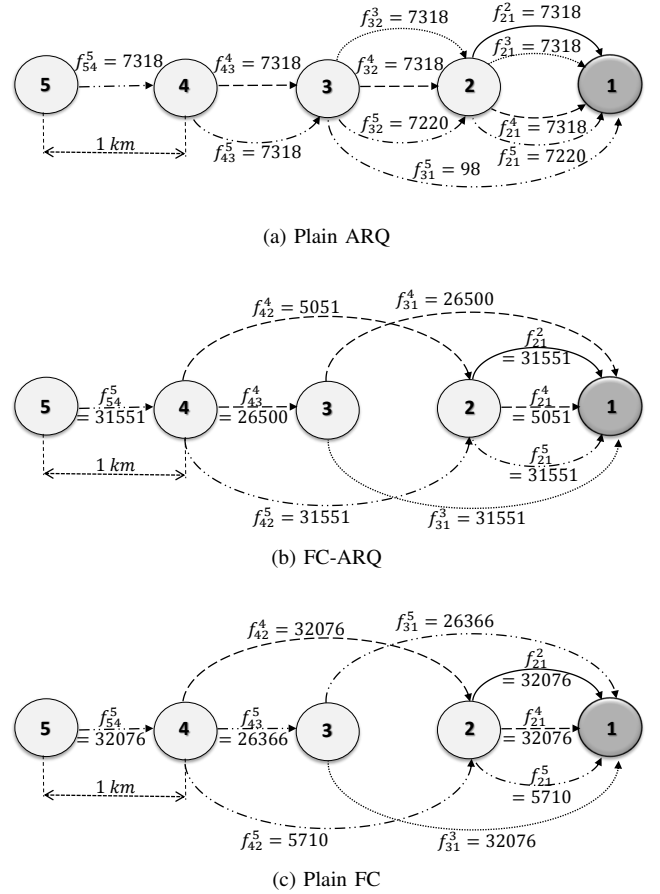 f_{32}^{3} = 7318
f_{21}^{2} = 7318
f_{54}^{5} = 7318
f_{43}^{4} = 7318
f_{32}^{4} = 7318
f_{21}^{3} = 7318
5
4
3
2
1
f_{43}^{5} = 7318
f_{32}^{5} = 7220
f_{21}^{4} = 7318
f_{21}^{5} = 7220
f_{31}^{5} = 98
1 km
(a) Plain ARQ
f_{42}^{4} = 5051
f_{31}^{4} = 26500
f_{21}^{2}
= 31551
5
f_{54}^{5}
= 31551
4
f_{43}^{4}
= 26500
3
2
f_{21}^{4}
= 5051
1
1 km
f_{21}^{5}
= 31551
f_{42}^{5} = 31551
f_{31}^{3} = 31551
(b) FC-ARQ
f_{42}^{4} = 32076
f_{31}^{5} = 26366
f_{21}^{2}
= 32076
5
f_{54}^{5}
= 32076
4
f_{43}^{5}
= 26366
3
2
f_{21}^{4}
= 32076
1
1 km
f_{21}^{5}
= 5710
f_{42}^{5} = 5710
f_{31}^{3} = 32076
(c) Plain FC